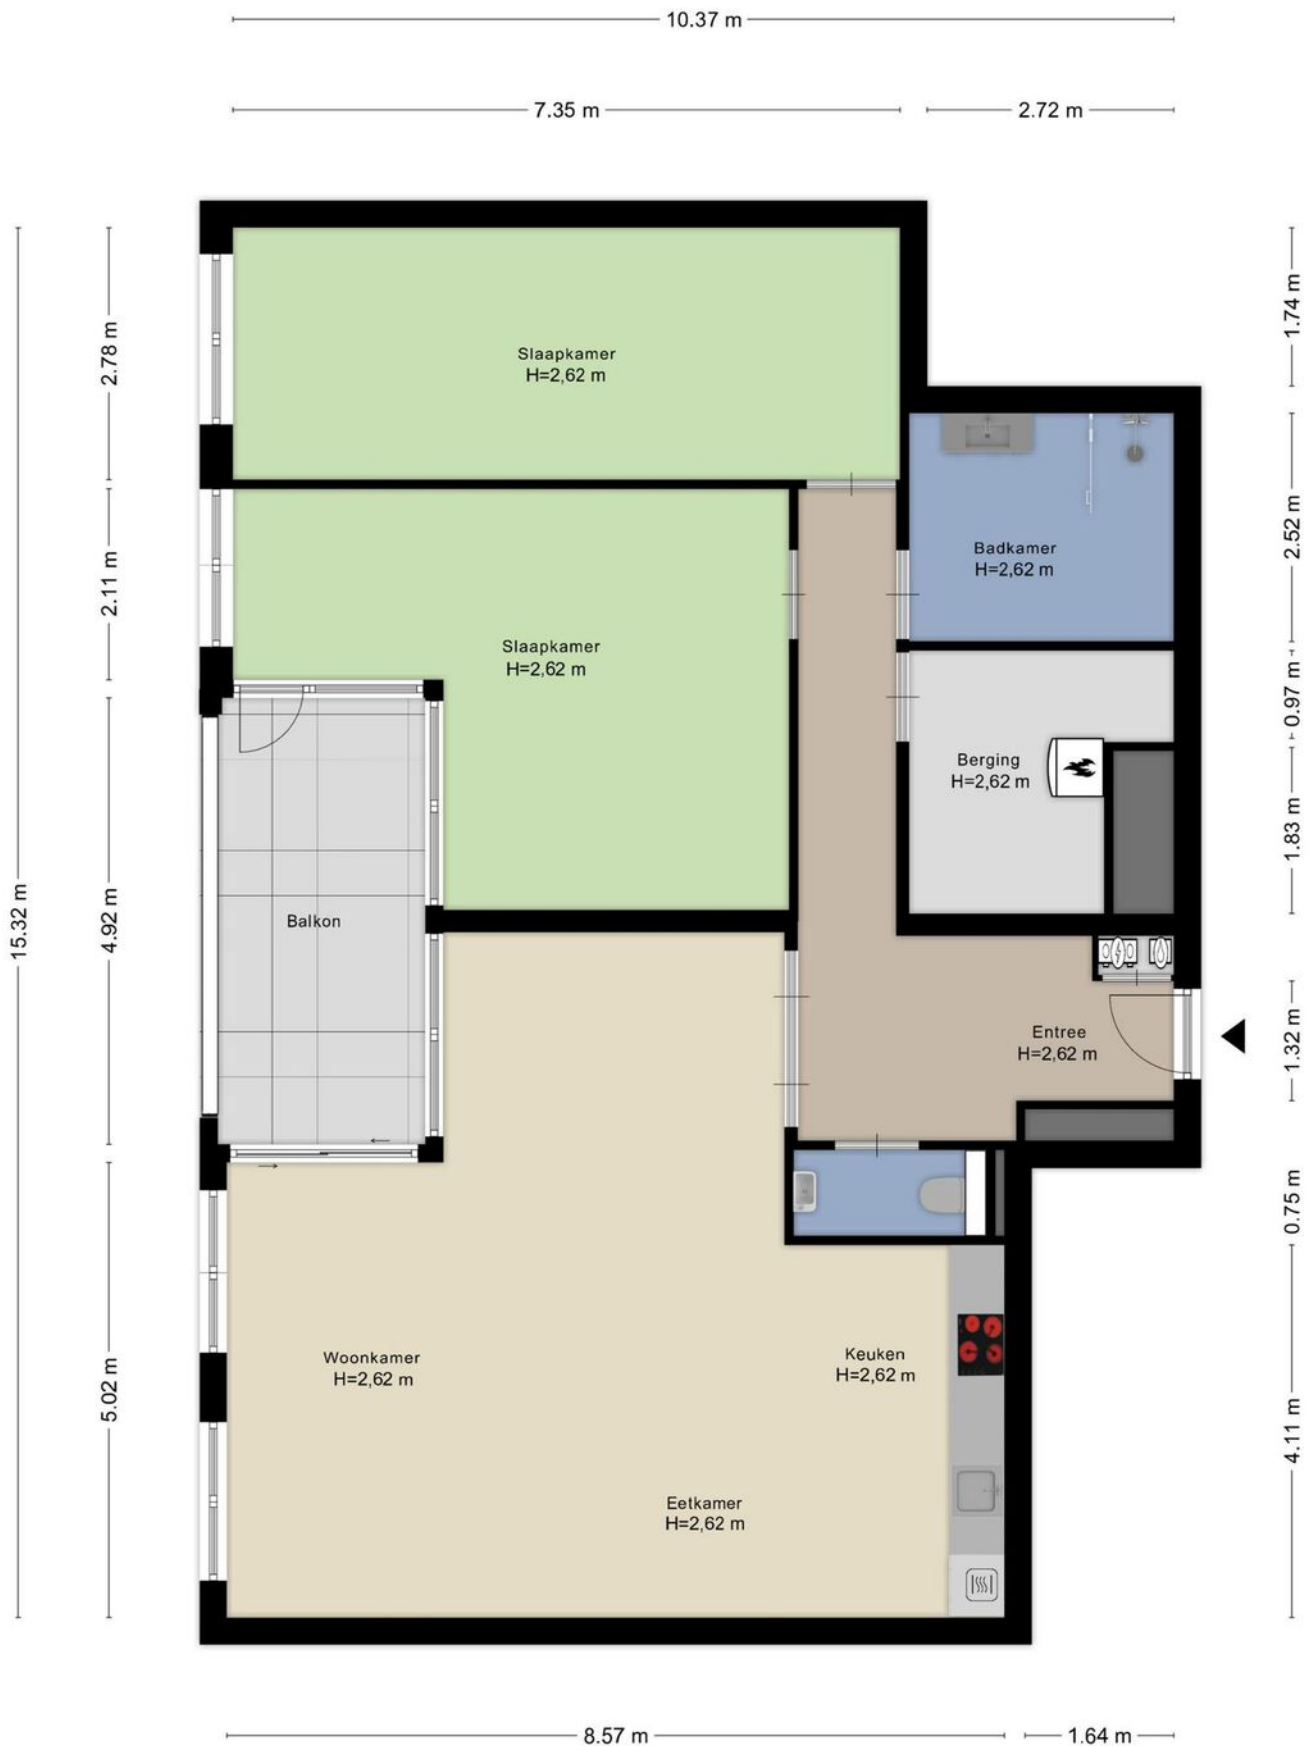 10.37 m
7.35 m
2.72 m
15.32 m
2.78 m
2.11 m
4.92 m
5.02 m
1.74 m
2.52 m
0.97 m
1.83 m
1.32 m
0.75 m
4.11 m
Slaapkamer
H=2,62 m
Badkamer
H=2,62 m
Slaapkamer
H=2,62 m
Berging
H=2,62 m
Balkon
Entree
H=2,62 m
Woonkamer
H=2,62 m
Keuken
H=2,62 m
Eetkamer
H=2,62 m
8.57 m
1.64 m